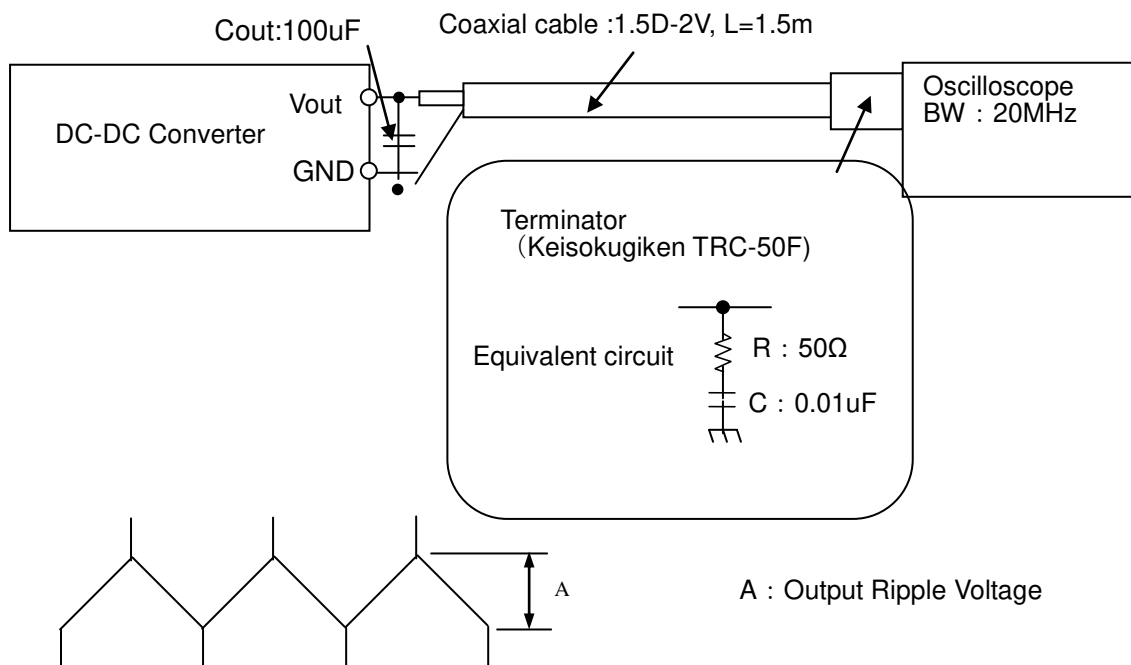 Cout:100uF
Coaxial cable :1.5D-2V, L=1.5m
Vout
DC-DC Converter
GND
Oscilloscope
BW：20MHz
Terminator
（Keisokugiken TRC-50F)
Equivalent circuit
R：50Ω
C：0.01uF
A
A：Output Ripple Voltage